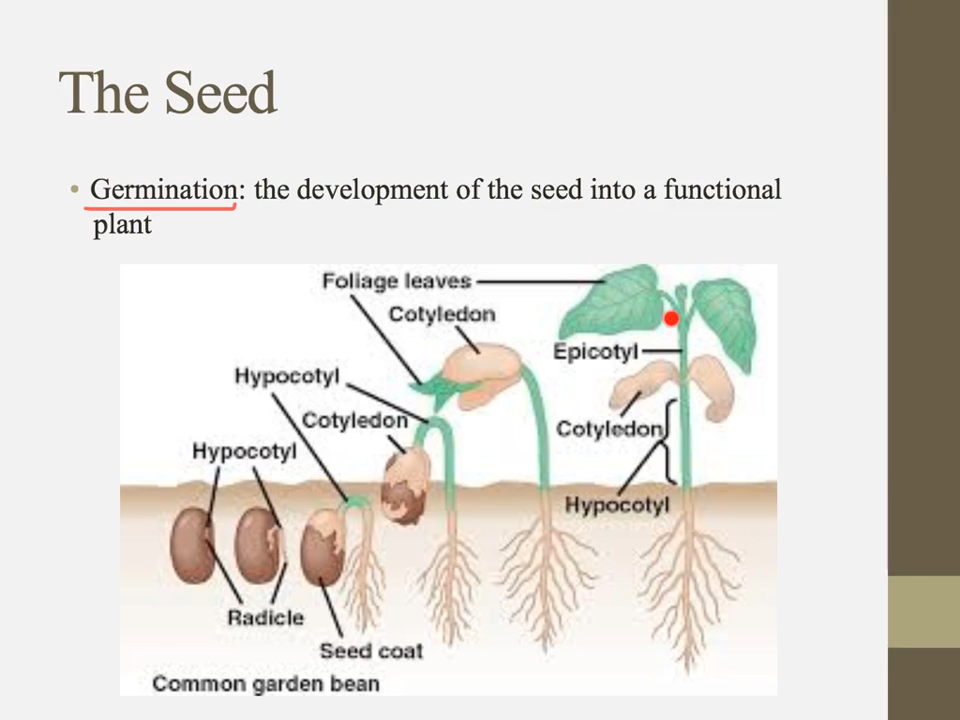 The Seed
• Germination: the development of the seed into a functional
plant
Foliage leaves
Cotyledon
Epicotyl
Hypocotyl
Cotyledon
Cotyledon
Hypocotyl
Hypocotyl
Radicle
Seed coat
Common garden bean